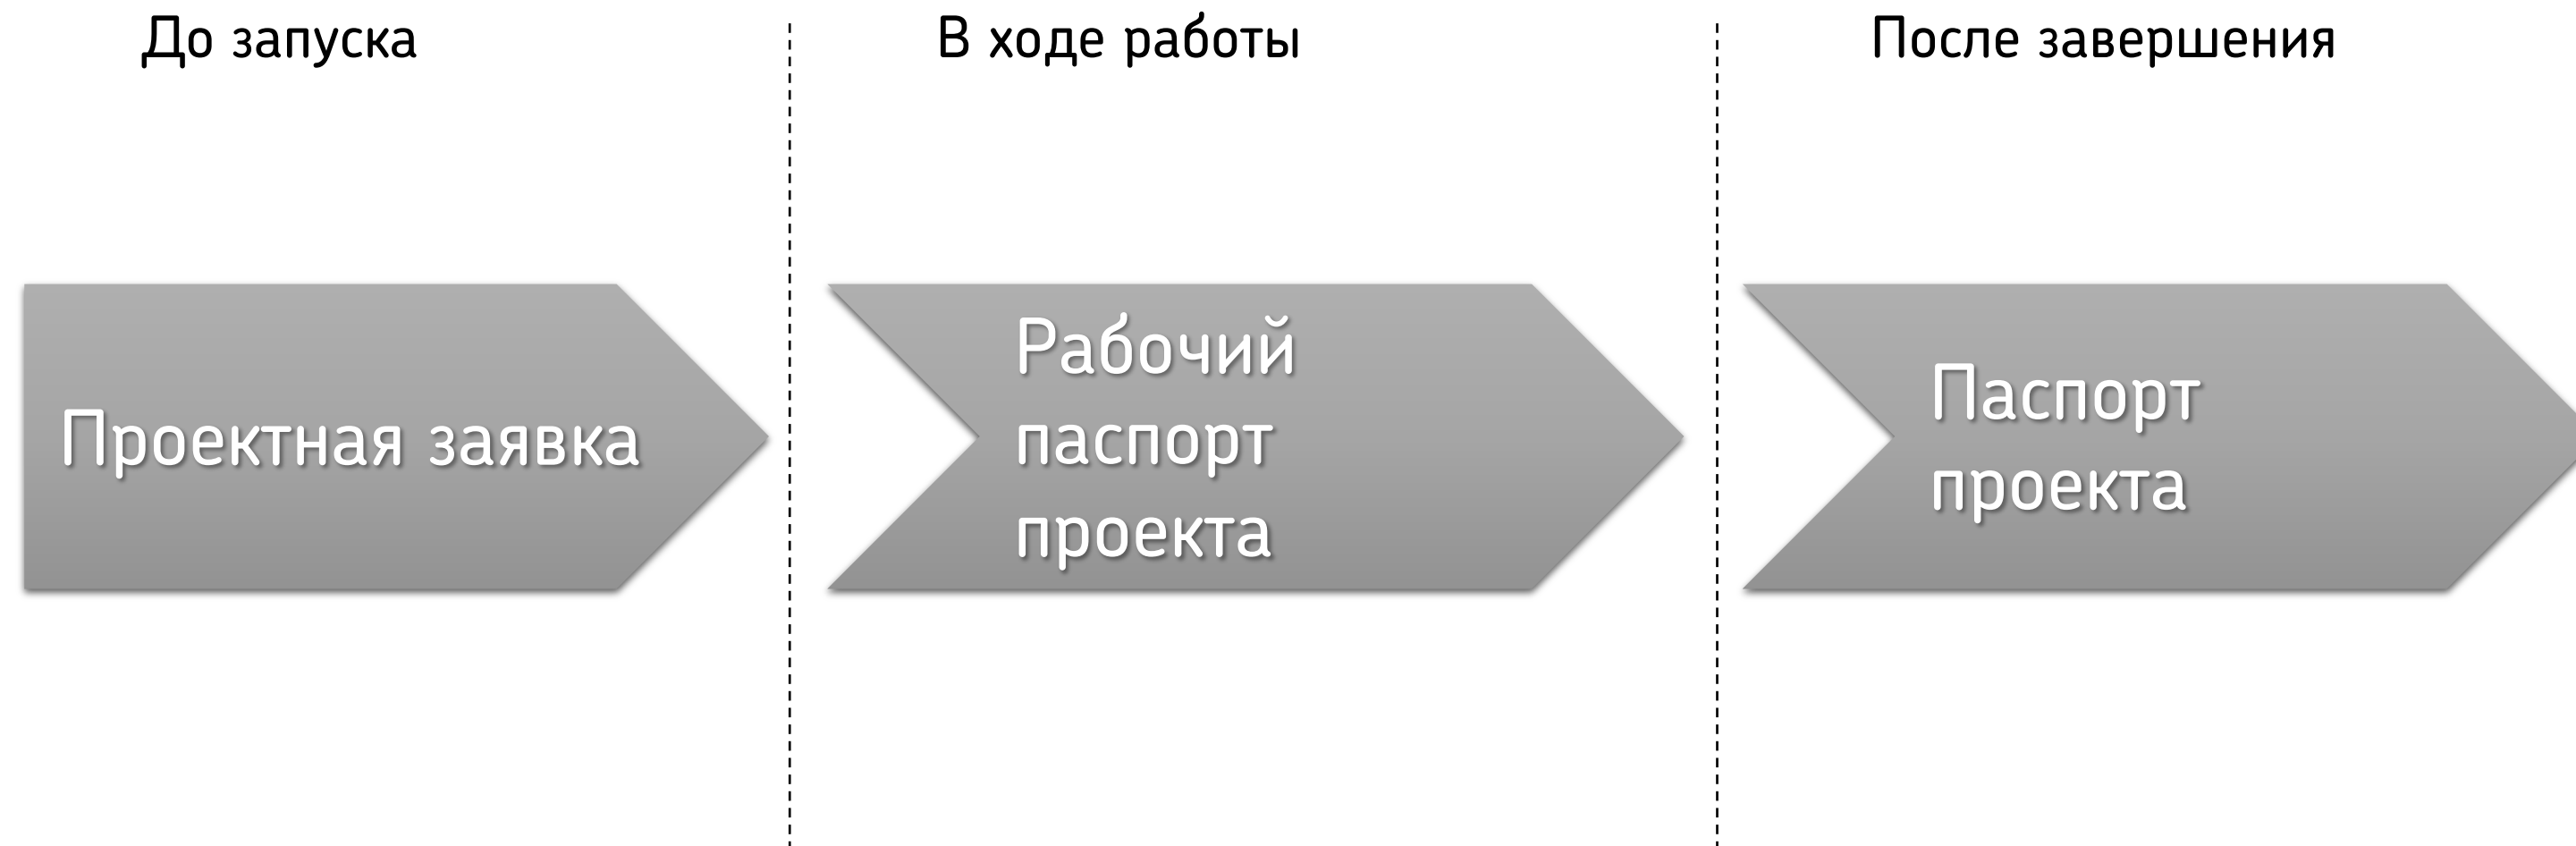 До запуска
В ходе работы
После завершения
Проектная заявка
Рабочий
паспорт
проекта
Паспорт
проекта